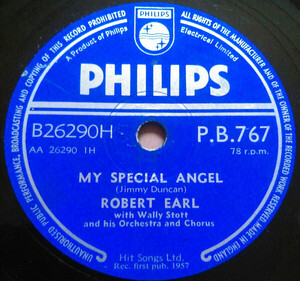 ALL RIGHTS OF THE MANUFACTURER AND OF THE OWNER OF THE RECORDED WORK RESERVED. MADE IN ENGLAND
UNAUTHORISED PUBLIC PERFORMANCE, BROADCASTING AND COPYING OF THIS RECORD PROHIBITED
A Product of Philips Electrical Limited
PHILIPS
PHILIPS
B26290H P.B.767
AA 26290 1H 78 r.p.m.
MY SPECIAL ANGEL
(Jimmy Duncan)
ROBERT EARL
with Wally Stott
and his Orchestra and Chorus
Hit Songs Ltd.
Rec. first pub. 1957